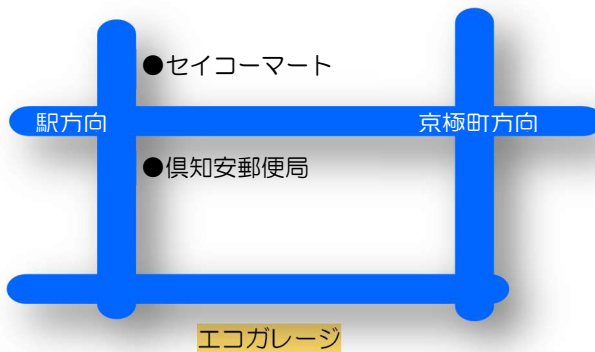 ●セイコーマート
駅方向
京極町方向
●倶知安郵便局
エコガレージ